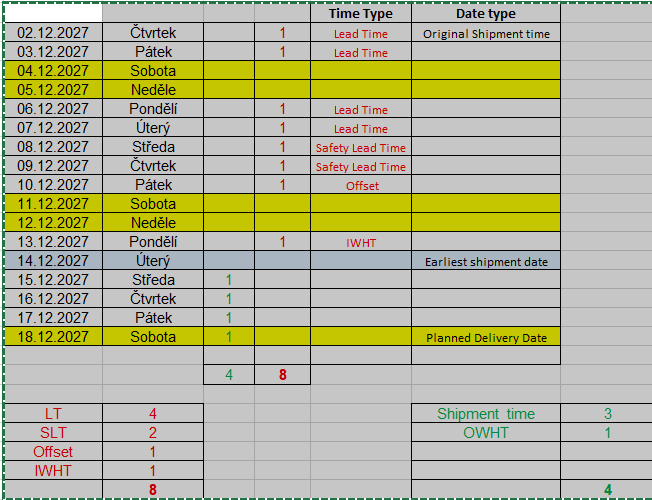 Time Type Date type
02.12.2027 Čtvrtek 1 Lead Time Original Shipment time
03.12.2027 Pátek 1 Lead Time
04.12.2027 Sobota
05.12.2027 Neděle
06.12.2027 Pondělí 1 Lead Time
07.12.2027 Úterý 1 Lead Time
08.12.2027 Středa 1 Safety Lead Time
09.12.2027 Čtvrtek 1 Safety Lead Time
10.12.2027 Pátek 1 Offset
11.12.2027 Sobota
12.12.2027 Neděle
13.12.2027 Pondělí 1 IWHT
14.12.2027 Úterý Earliest shipment date
15.12.2027 Středa 1
16.12.2027 Čtvrtek 1
17.12.2027 Pátek 1
18.12.2027 Sobota 1 Planned Delivery Date
4 8
LT 4 Shipment time 3
SLT 2 OWHT 1
Offset 1
IWHT 1
8 4